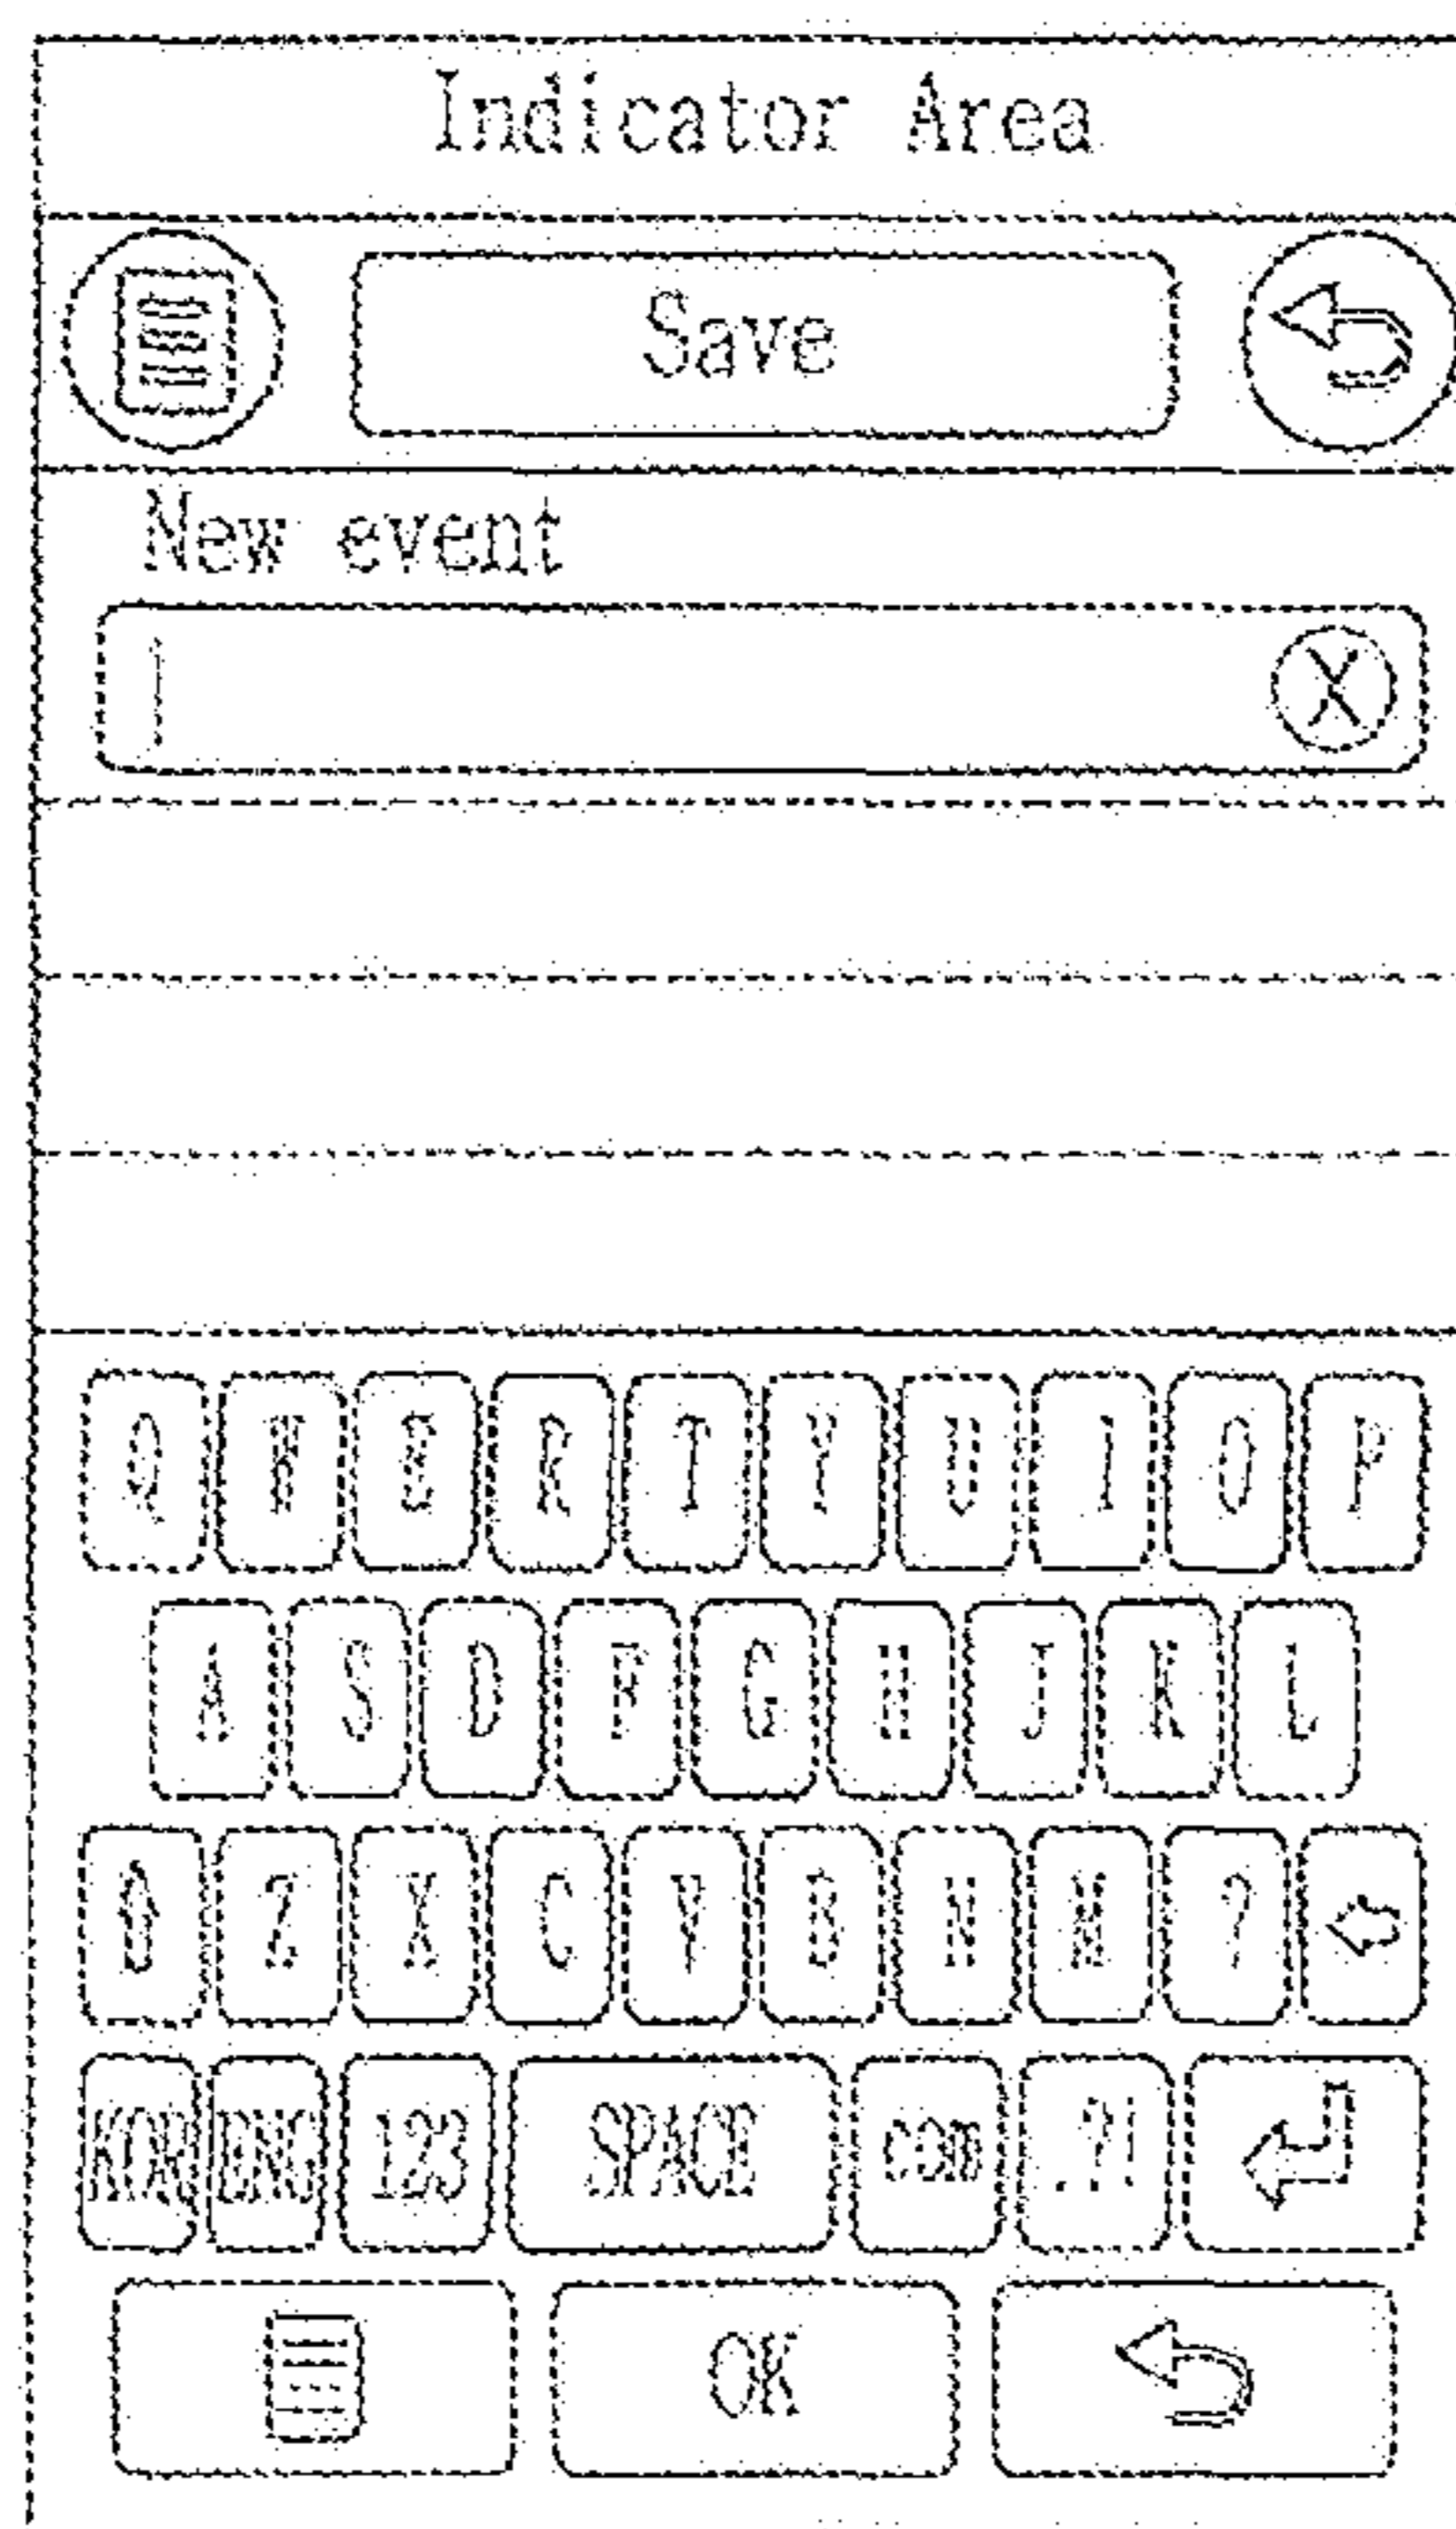 Indicator Area
Save
New event
X
Q W E R T Y U I O P
A S D F G H J K L
Z X C V B N M ?
KOR ENG 123 SPACE com .?!
OK